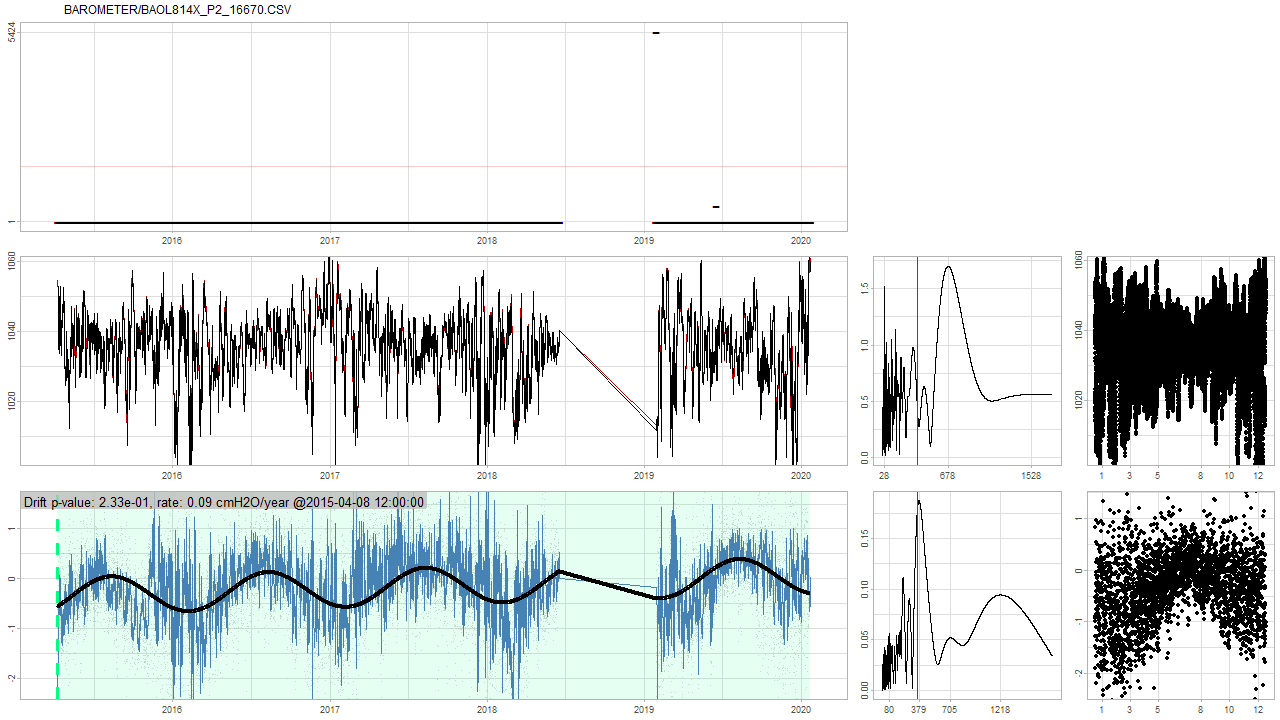 BAROMETER/BAOL814X_P2_16670.CSV
5424
1
2016 2017 2018 2019 2020
1060
1040
1020
2016 2017 2018 2019 2020
1.5
1.0
0.5
0.0
28 678 1528
1060
1040
1020
1 3 5 8 10 12
Drift p-value: 2.33e-01, rate: 0.09 cmH2O/year @2015-04-08 12:00:00
1
0
-1
-2
2016 2017 2018 2019 2020
0.15
0.10
0.05
0.00
80 379 705 1218
1
0
-1
-2
1 3 5 8 10 12